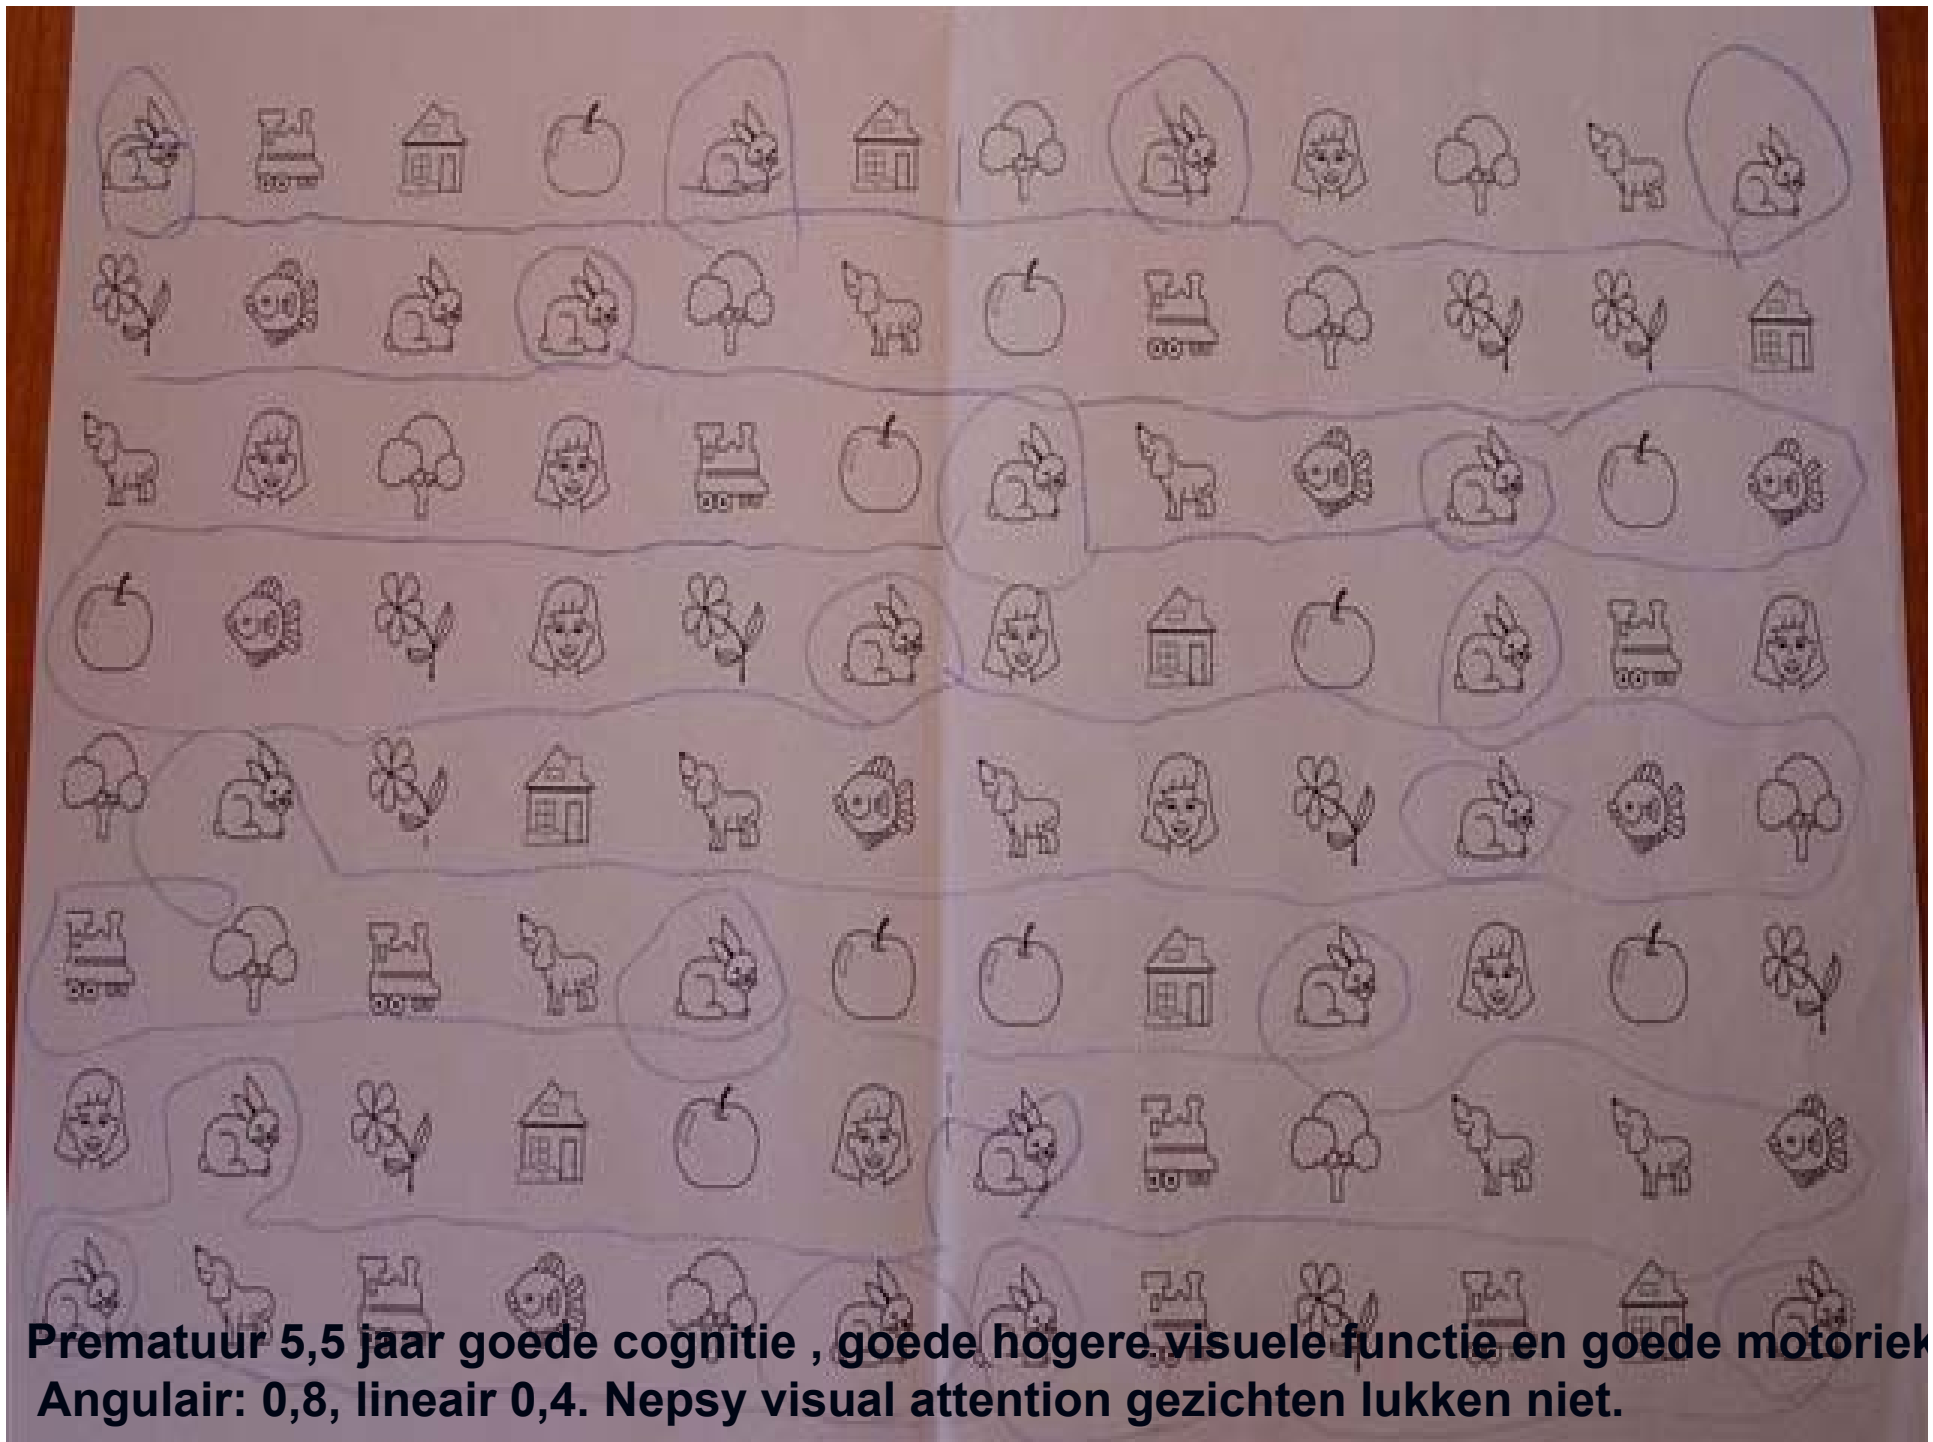 Prematuur 5,5 jaar goede cognitie , goede hogere visuele functie en goede motoriek
Angulair: 0,8, lineair 0,4. Nepsy visual attention gezichten lukken niet.